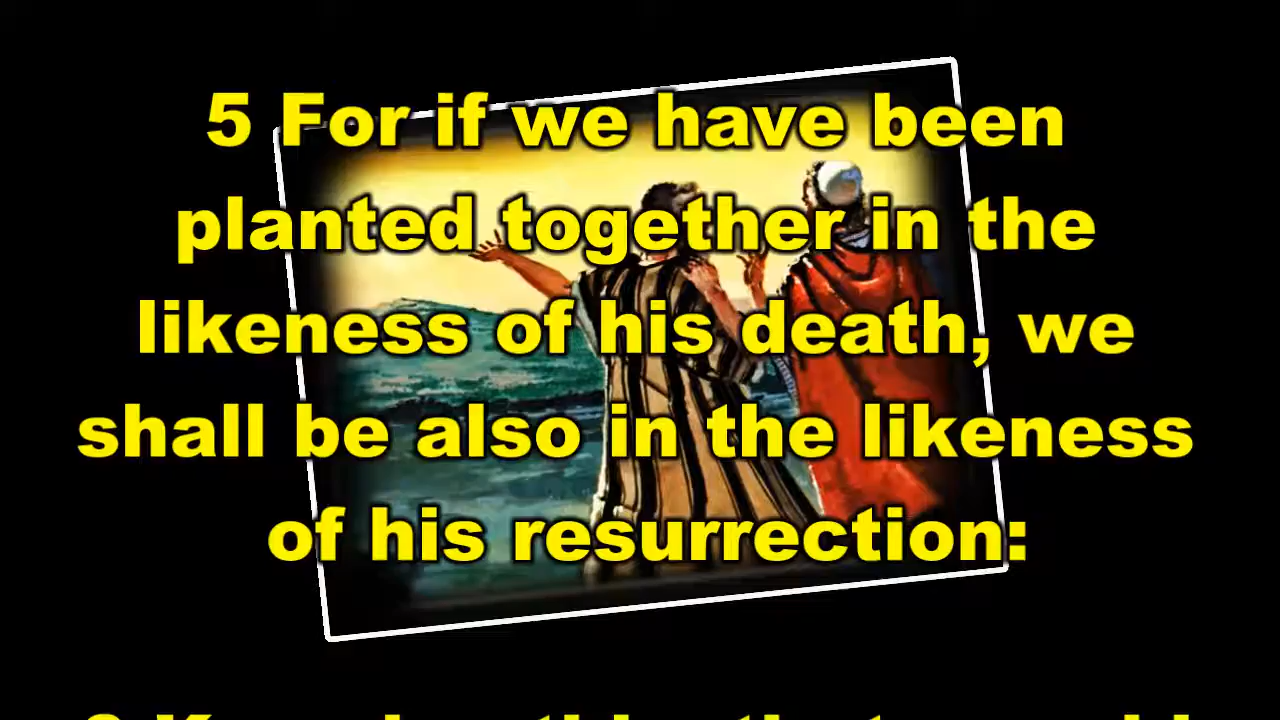 5 For if we have been
planted together in the
likeness of his death, we
shall be also in the likeness
of his resurrection: